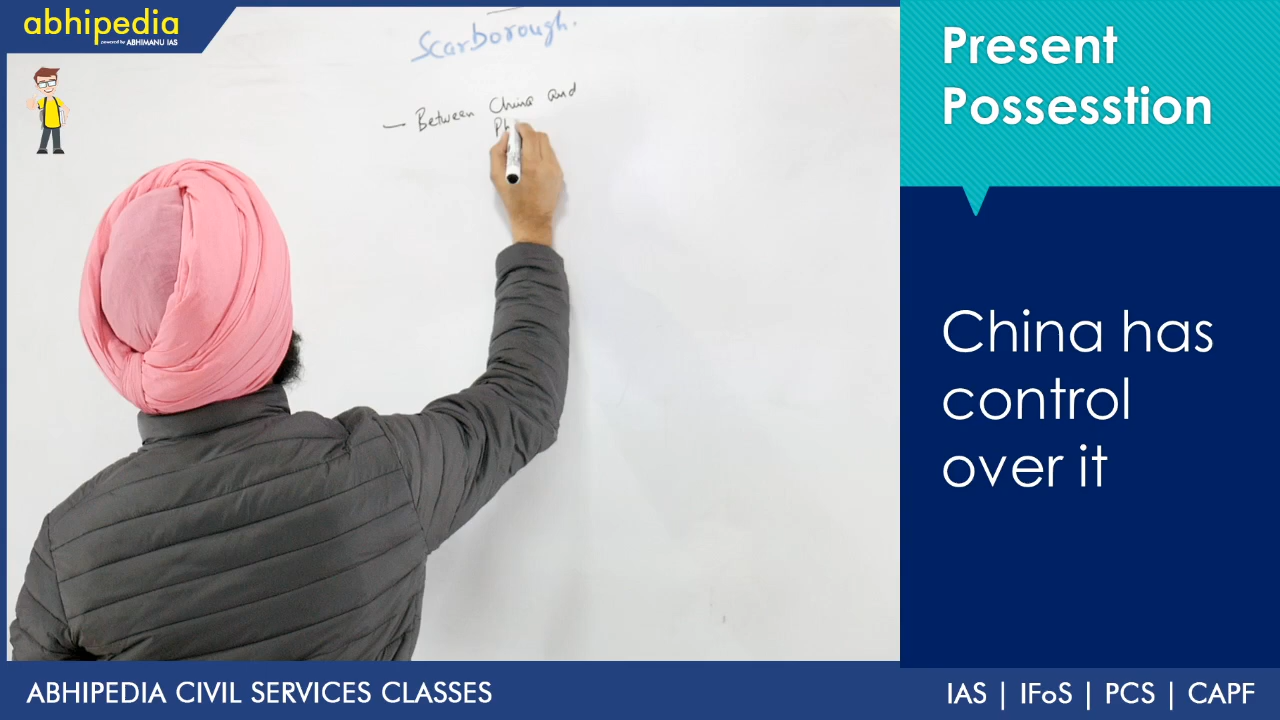 abhipedia
powered by ABHIMANU IAS
Scarborough.
— Between China and
Ph
Present
Possesstion
China has
control
over it
ABHIPEDIA CIVIL SERVICES CLASSES
IAS | IFoS | PCS | CAPF